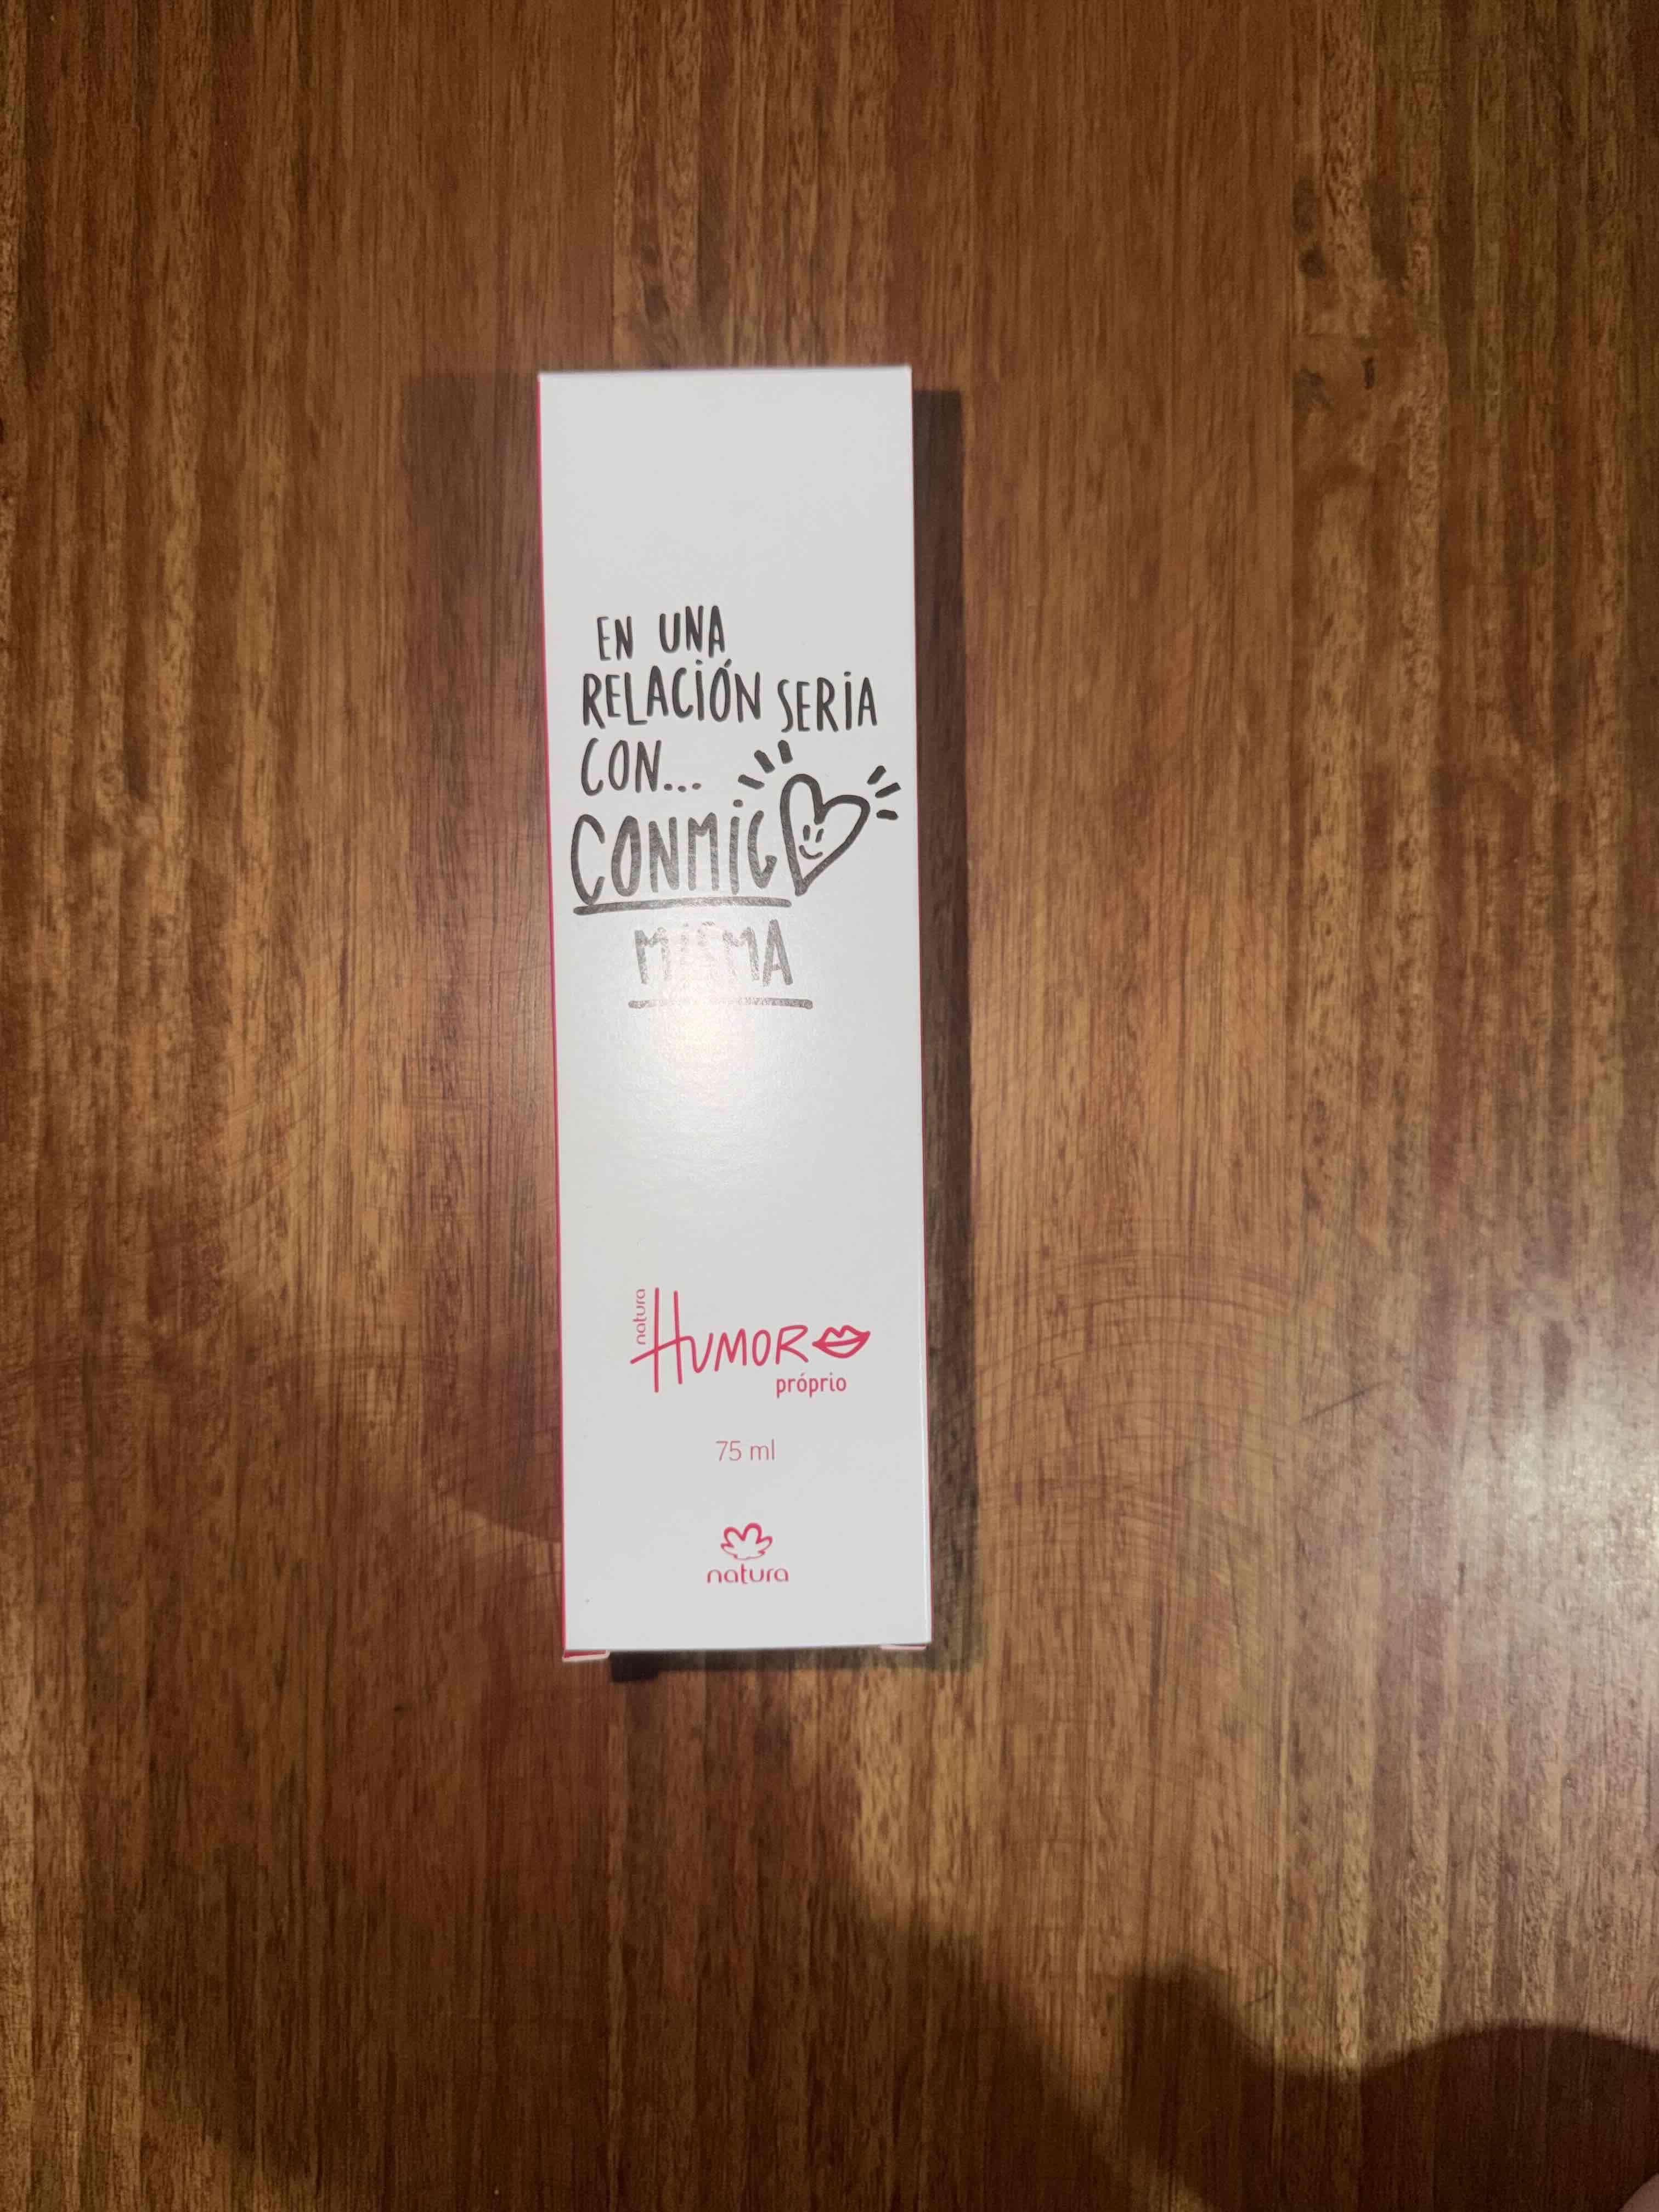 EN UNA
RELACIÓN SERIA
CON...
CONMIGO
MISMA
natura
HUMOR
próprio
75 ml
natura